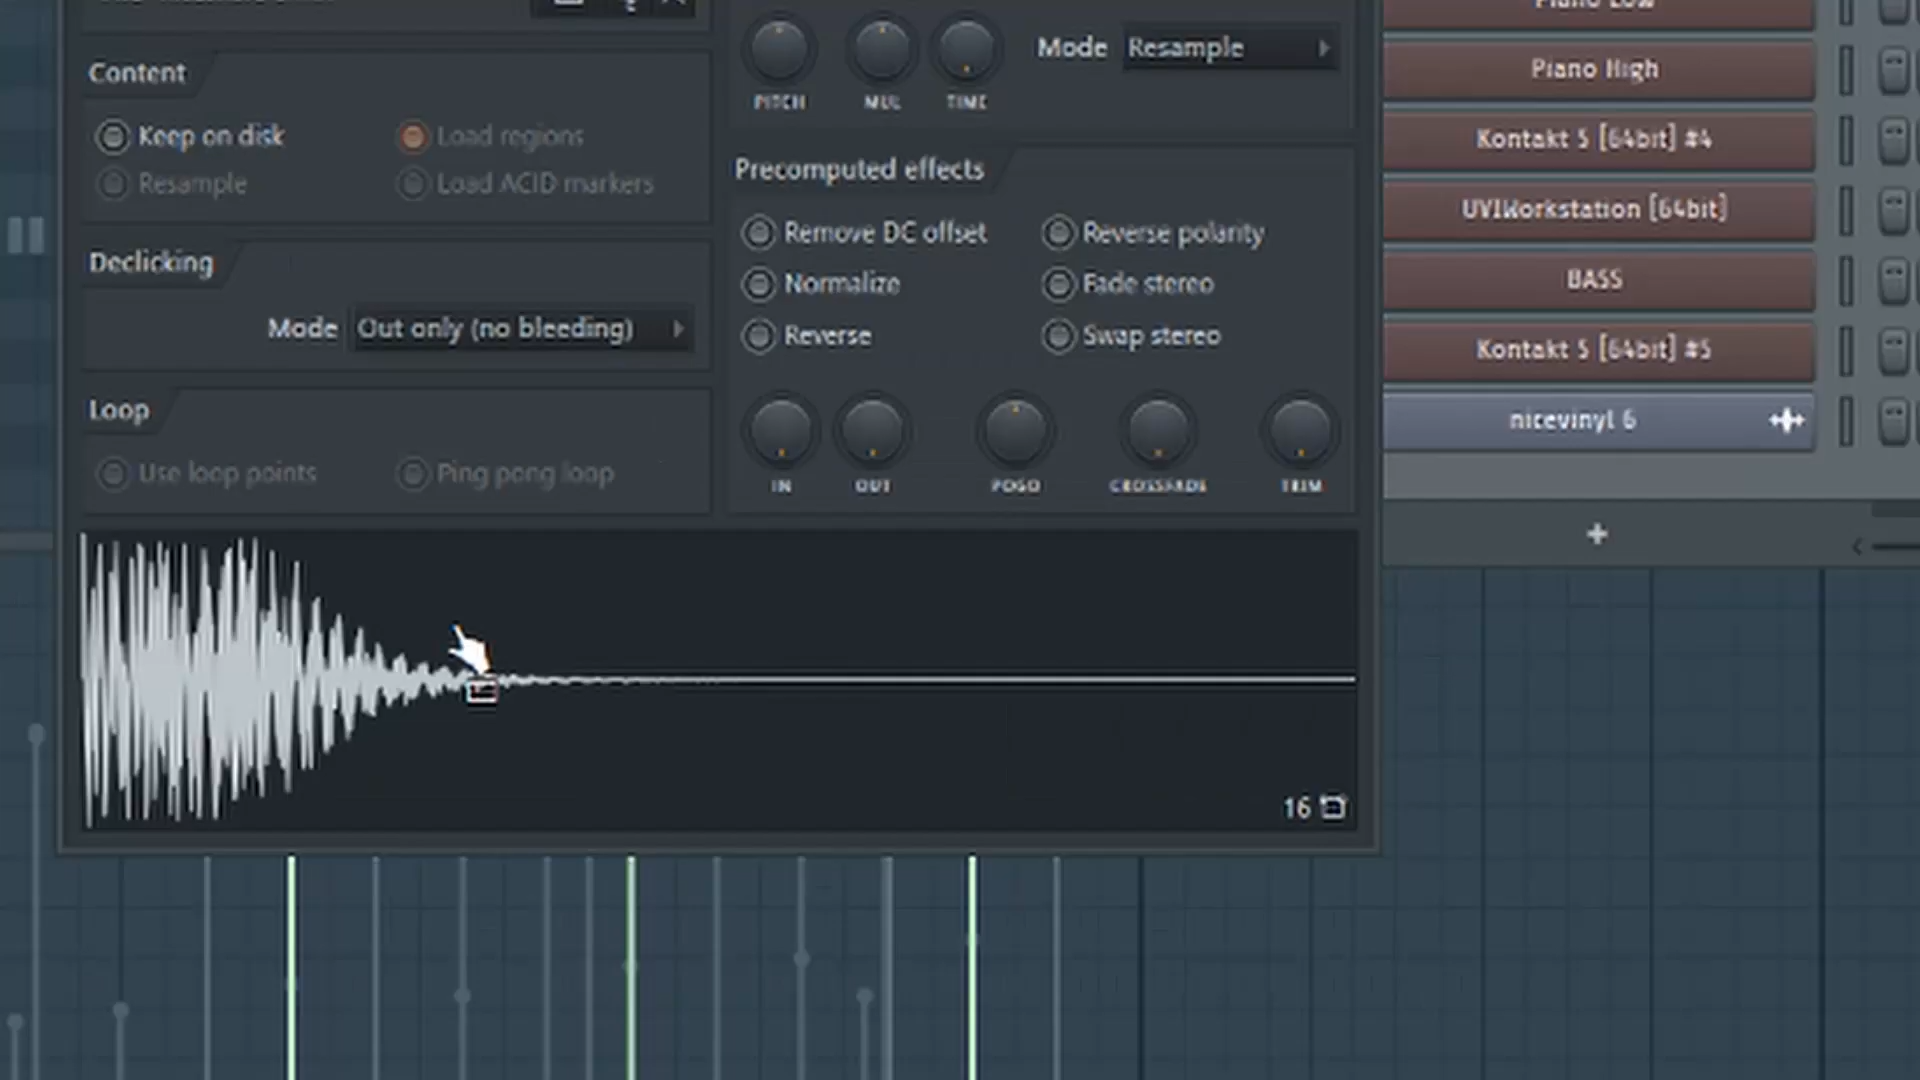 Piano Low
Content
Keep on disk
Load regions
Resample
Load ACID markers
PITCH
MUL
TIME
Mode
Resample
Precomputed effects
Remove DC offset
Reverse polarity
Normalize
Fade stereo
Reverse
Swap stereo
IN
OUT
POGO
CROSSFADE
TRIM
Declicking
Mode
Out only (no bleeding)
Loop
Use loop points
Ping pong loop
16
Piano High
Kontakt 5 [64bit] #4
UVIWorkstation [64bit]
BASS
Kontakt 5 [64bit] #5
nicevinyl 6
+